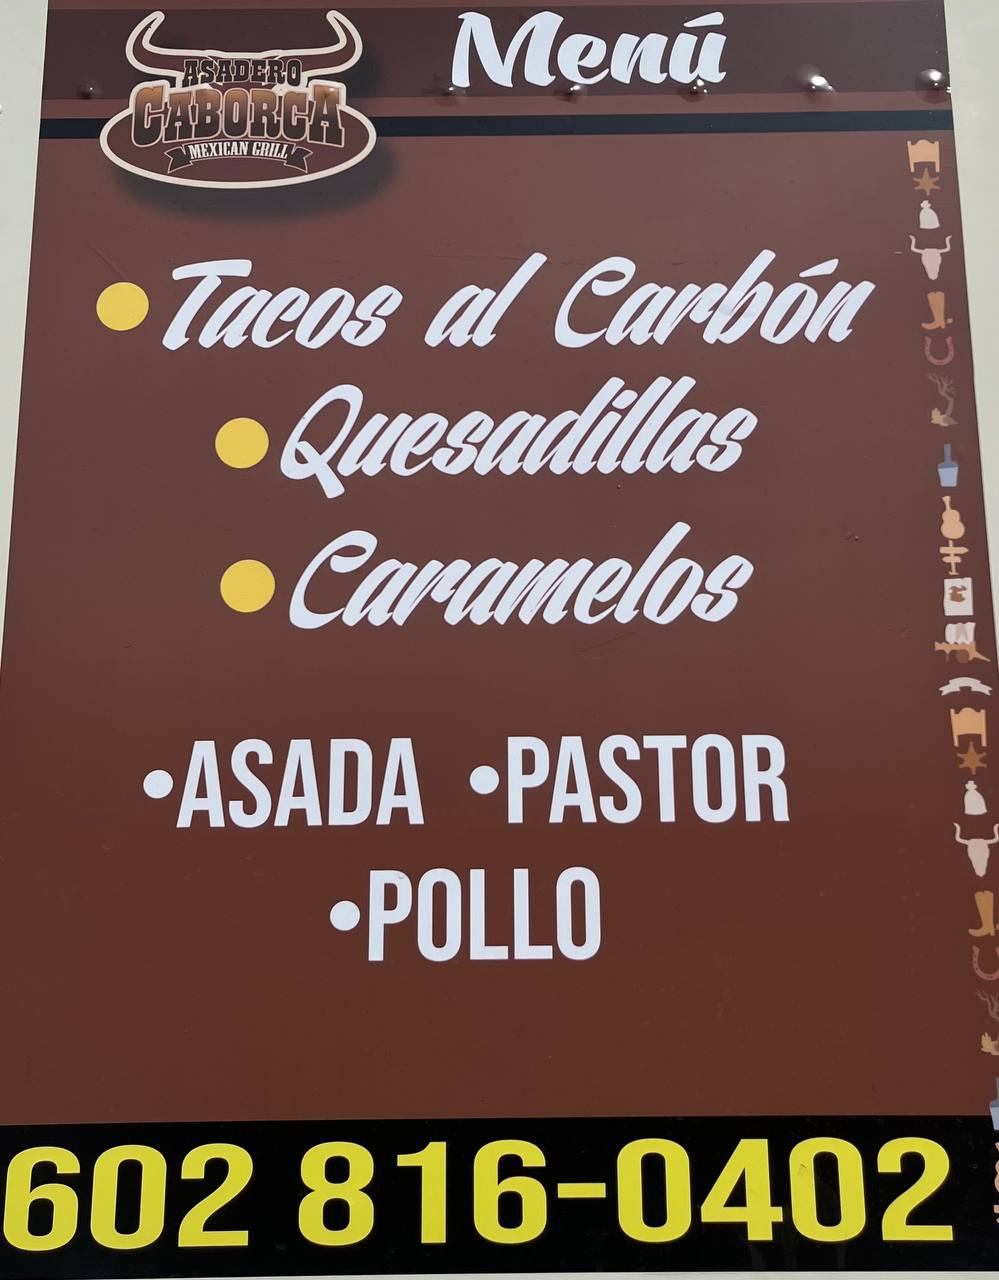 ASADERO
CABORCA
MEXICAN GRILL
Menú
Tacos al Carbón
Quesadillas
Caramelos
•ASADA •PASTOR
•POLLO
602 816-0402